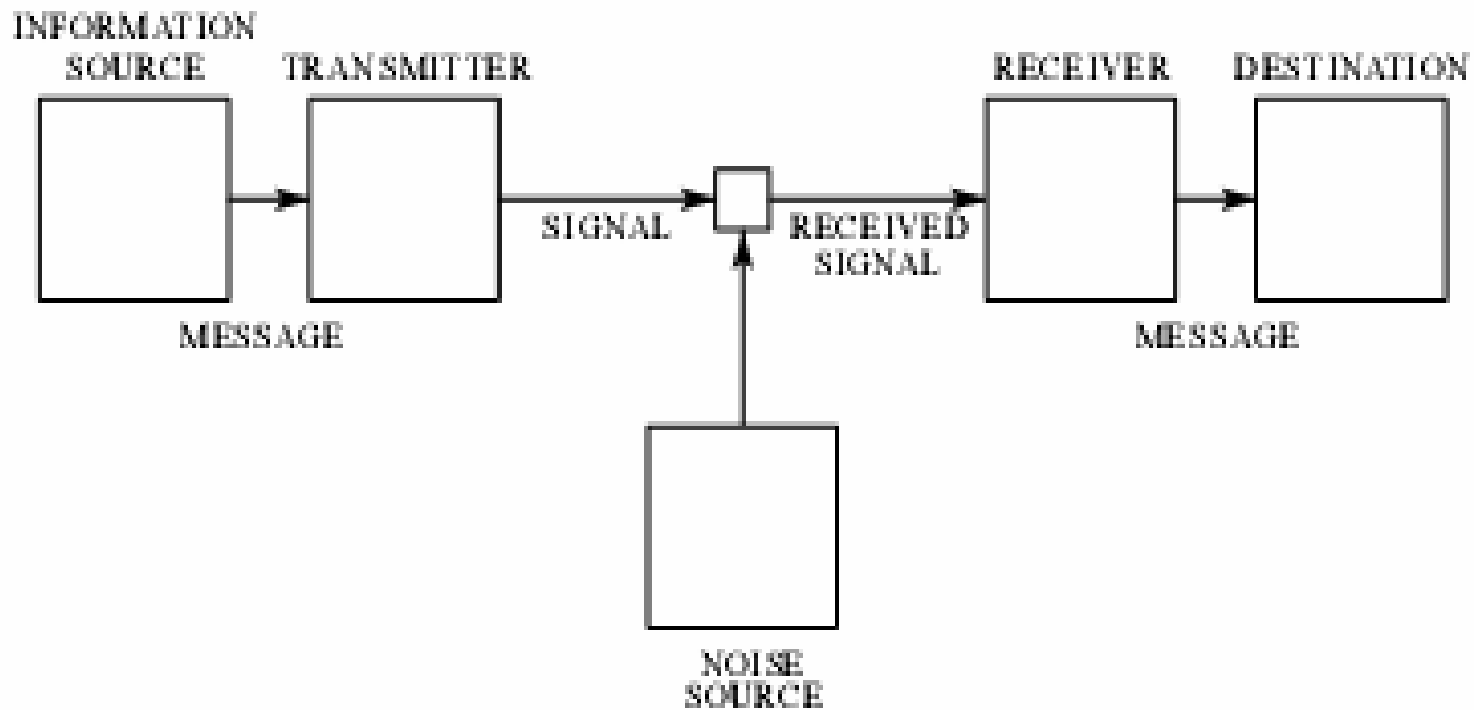 INFORMATION
SOURCE
TRANSMITTER
RECEIVER
DESTINATION
SIGNAL
RECEIVED
SIGNAL
MESSAGE
MESSAGE
NOISE
SOURCE